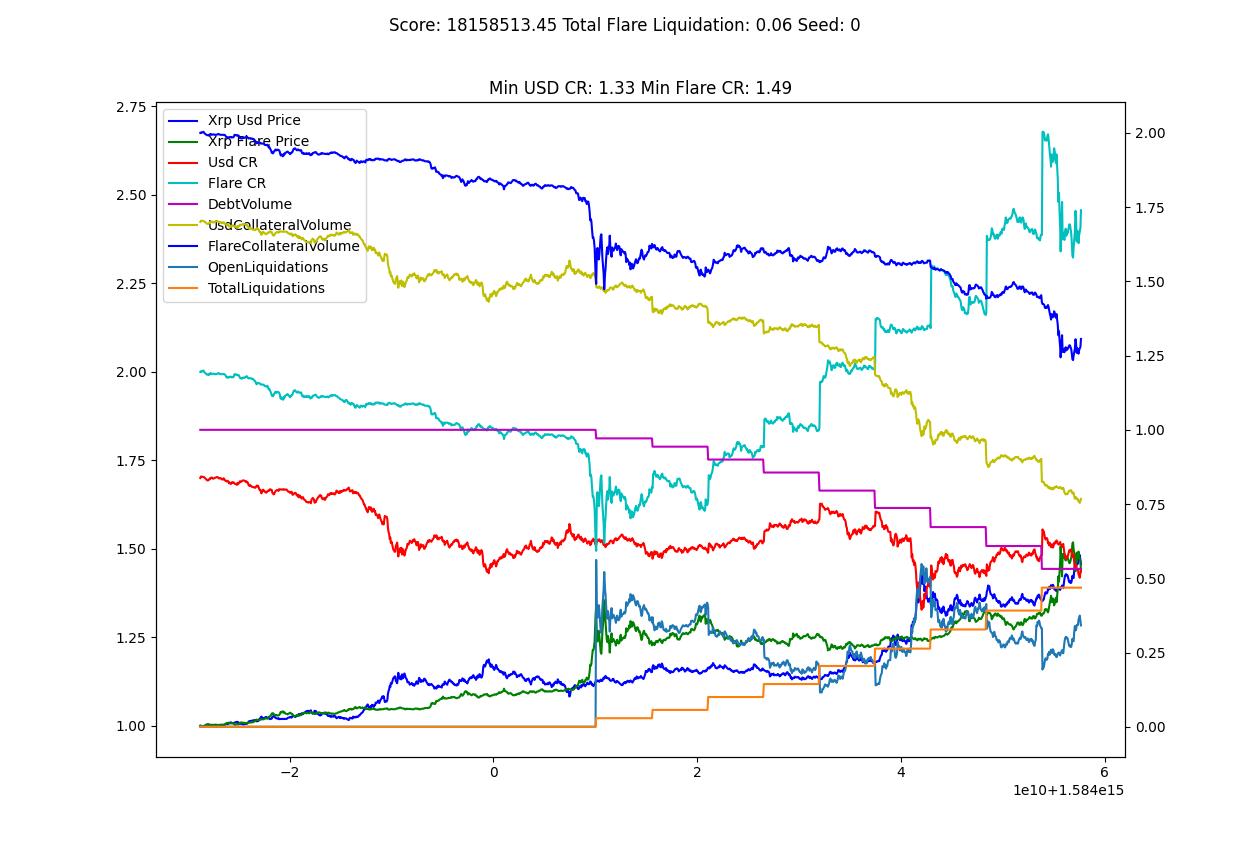 Score: 18158513.45 Total Flare Liquidation: 0.06 Seed: 0
Min USD CR: 1.33 Min Flare CR: 1.49
Xrp Usd Price
Xrp Flare Price
Usd CR
Flare CR
DebtVolume
UsdCollateralVolume
FlareCollateralVolume
OpenLiquidations
TotalLiquidations
2.75
2.50
2.25
2.00
1.75
1.50
1.25
1.00
2.00
1.75
1.50
1.25
1.00
0.75
0.50
0.25
0.00
−2 0 2 4 6
1e10+1.584e15